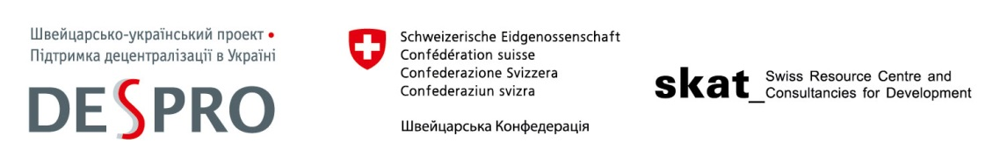 Швейцарсько-український проект •
Підтримка децентралізації в Україні
DESPRO
Schweizerische Eidgenossenschaft
Confédération suisse
Confederazione Svizzera
Confederaziun svizra
Швейцарська Конфедерація
skat_
Swiss Resource Centre and
Consultancies for Development